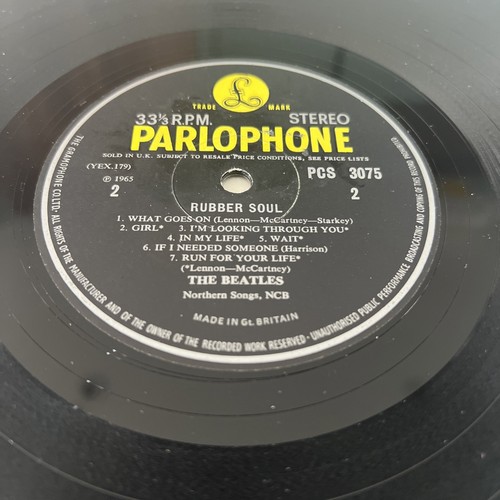 £
TRADE MARK
33⅓ R.P.M. STEREO
PARLOPHONE
SOLD IN U.K. SUBJECT TO RESALE PRICE CONDITIONS, SEE PRICE LISTS
(YEX.179) PCS 3075
℗ 1965
2 2
RUBBER SOUL
1. WHAT GOES ON (Lennon—McCartney—Starkey)
2. GIRL* 3. I'M LOOKING THROUGH YOU*
4. IN MY LIFE* 5. WAIT*
6. IF I NEEDED SOMEONE (Harrison)
7. RUN FOR YOUR LIFE*
(*Lennon—McCartney)
THE BEATLES
Northern Songs, NCB
MADE IN Gt. BRITAIN
THE GRAMOPHONE CO. LTD. ALL RIGHTS OF THE MANUFACTURER AND OF THE OWNER OF THE RECORDED WORK RESERVED — UNAUTHORISED PUBLIC PERFORMANCE BROADCASTING AND COPYING OF THIS RECORD PROHIBITED